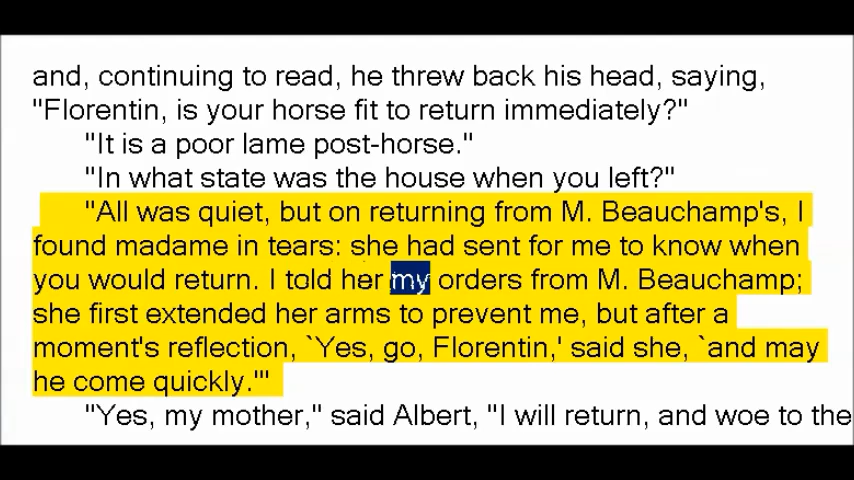 and, continuing to read, he threw back his head, saying,
"Florentin, is your horse fit to return immediately?"
"It is a poor lame post-horse."
"In what state was the house when you left?"
"All was quiet, but on returning from M. Beauchamp's, I
found madame in tears: she had sent for me to know when
you would return. I told her my orders from M. Beauchamp;
she first extended her arms to prevent me, but after a
moment's reflection, `Yes, go, Florentin,' said she, `and may
he come quickly.'"
"Yes, my mother," said Albert, "I will return, and woe to the